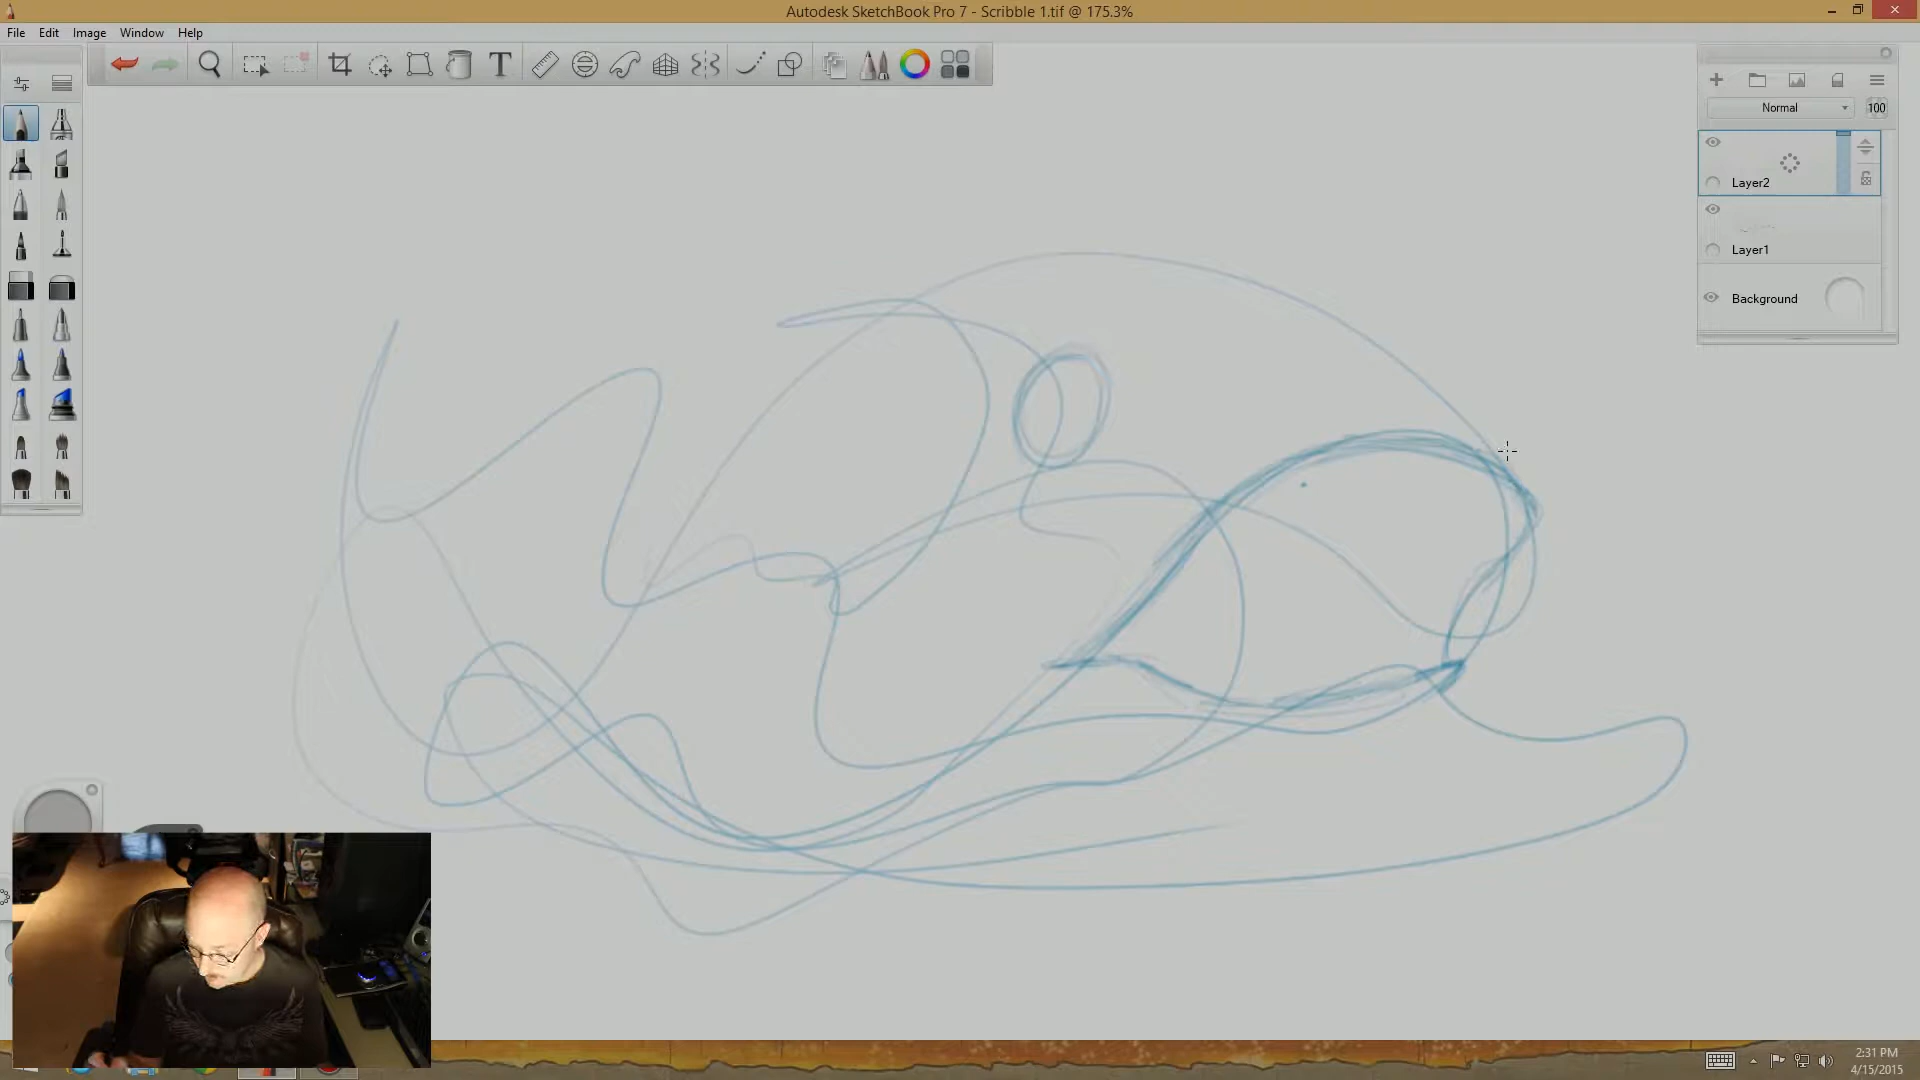 Autodesk SketchBook Pro 7 - Scribble 1.tif @ 175.3%
File Edit Image Window Help
T
Normal 100
Layer2
Layer1
Background
2:31 PM
4/15/2015